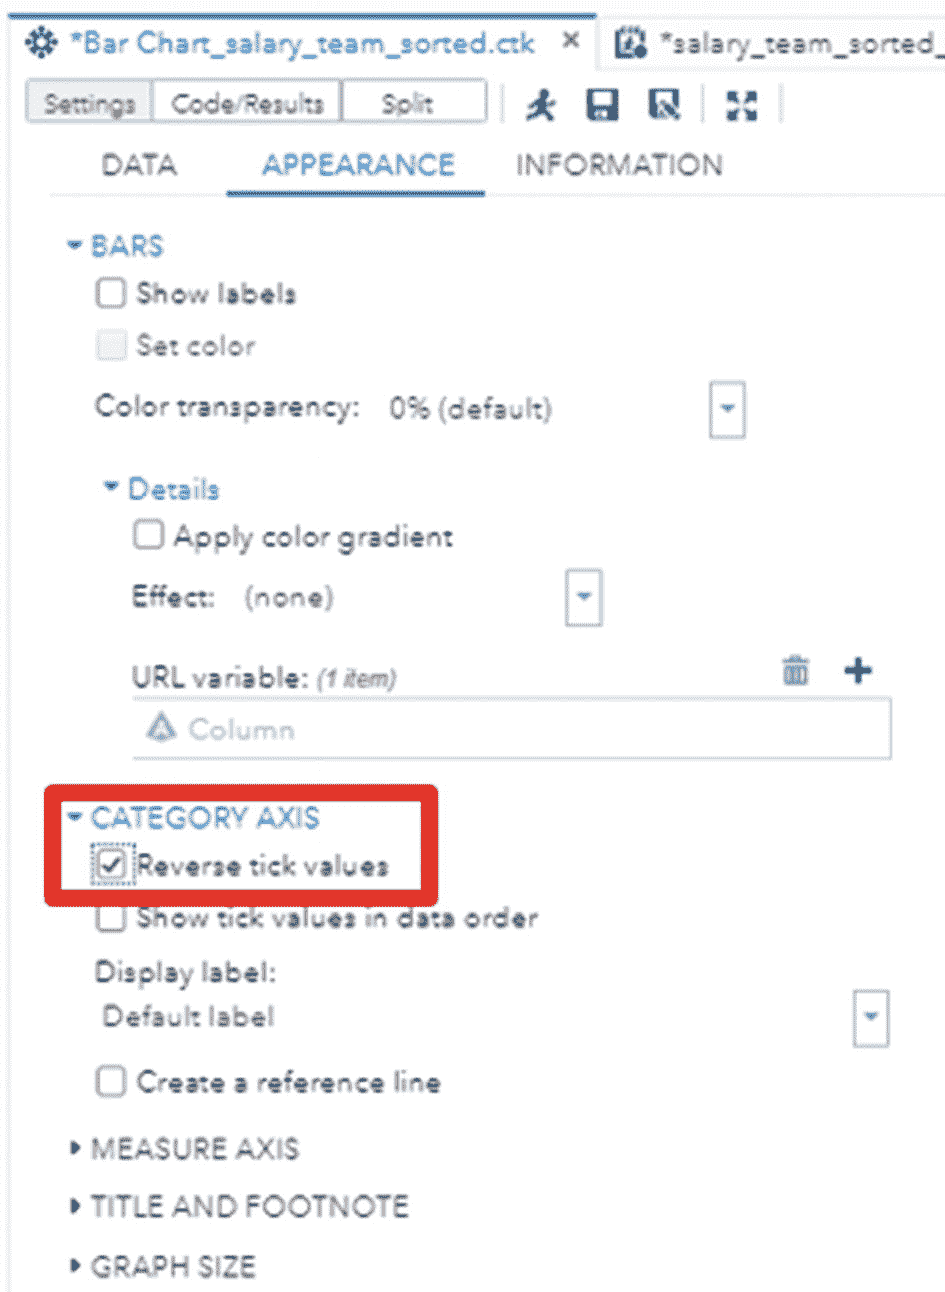 *Bar Chart_salary_team_sorted.ctk × *salary_team_sorted_
Settings Code/Results Split
DATA APPEARANCE INFORMATION
BARS
Show labels
Set color
Color transparency: 0% (default)
Details
Apply color gradient
Effect: (none)
URL variable: (1 item)
Column
CATEGORY AXIS
Reverse tick values
Show tick values in data order
Display label:
Default label
Create a reference line
MEASURE AXIS
TITLE AND FOOTNOTE
GRAPH SIZE